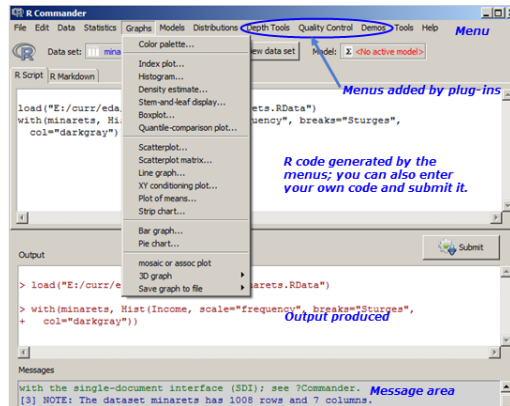 R Commander
File Edit Data Statistics Graphs Models Distributions Depth Tools Quality Control Demos Tools Help Menu
Data set: mina ew data set Model: Σ <No active model>
R Script R Markdown
Color palette...
Index plot...
Histogram...
Density estimate...
Stem-and-leaf display...
Boxplot...
Quantile-comparison plot...
Scatterplot...
Scatterplot matrix...
Line graph...
XY conditioning plot...
Plot of means...
Strip chart...
Bar graph...
Pie chart...
mosaic or assoc plot
3D graph
Save graph to file
Menus added by plug-ins
load("E:/curr/eda arets.RData")
with(minarets, Hi uency", breaks="Sturges",
col="darkgray")
R code generated by the
menus; you can also enter
your own code and submit it.
Submit
Output
> load("E:/curr/e narets.RData")
> with(minarets, Hist(Income, scale="frequency", breaks="Sturges",
+ col="darkgray"))
Output produced
Messages
with the single-document interface (SDI); see ?Commander.
Message area
[3] NOTE: The dataset minarets has 1008 rows and 7 columns.